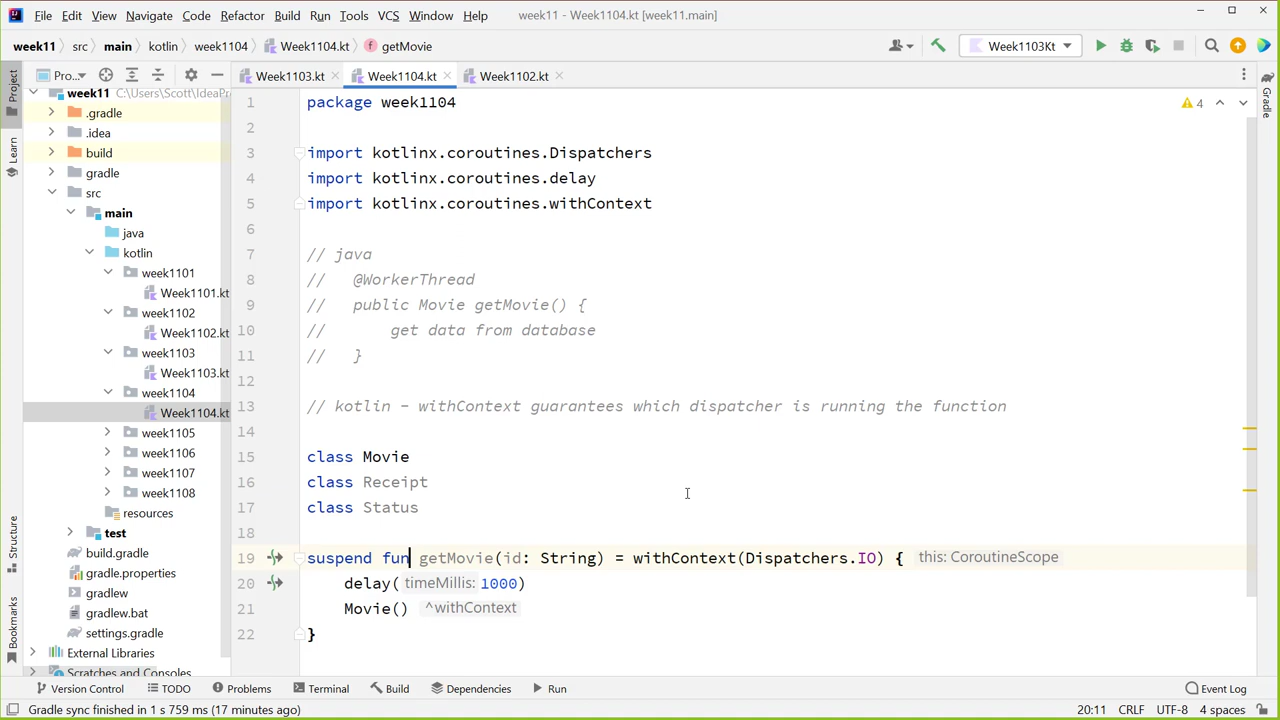 File Edit View Navigate Code Refactor Build Run Tools VCS Window Help week11 - Week1104.kt [week11.main]
week11 src main kotlin week1104 Week1104.kt getMovie Week1103Kt
Pro... Week1103.kt Week1104.kt Week1102.kt
Project
Learn
Structure
Bookmarks
Gradle
week11 C:\Users\Scott\IdeaPr
.gradle
.idea
build
gradle
src
main
java
kotlin
week1101
Week1101.kt
week1102
Week1102.kt
week1103
Week1103.kt
week1104
Week1104.kt
week1105
week1106
week1107
week1108
resources
test
build.gradle
gradle.properties
gradlew
gradlew.bat
settings.gradle
External Libraries
Scratches and Consoles
4
1 package week1104
2
3 import kotlinx.coroutines.Dispatchers
4 import kotlinx.coroutines.delay
5 import kotlinx.coroutines.withContext
6
7 // java
8 // @WorkerThread
9 // public Movie getMovie() {
10 // get data from database
11 // }
12
13 // kotlin - withContext guarantees which dispatcher is running the function
14
15 class Movie
16 class Receipt
17 class Status
18
19 suspend fun getMovie(id: String) = withContext(Dispatchers.IO) { this: CoroutineScope
20 delay( timeMillis: 1000)
21 Movie() ^withContext
22 }
Version Control TODO Problems Terminal Build Dependencies Run Event Log
Gradle sync finished in 1 s 759 ms (17 minutes ago) 20:11 CRLF UTF-8 4 spaces